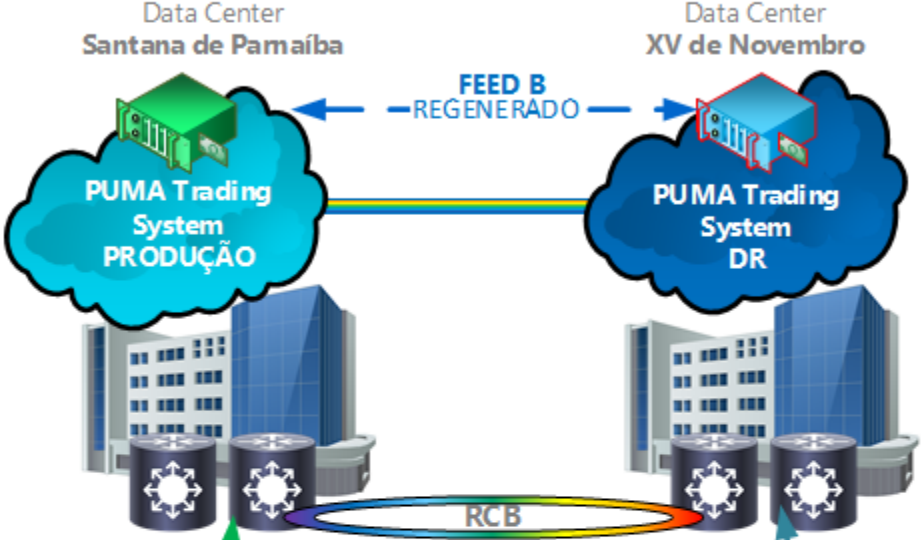 Data Center
Santana de Parnaíba
Data Center
XV de Novembro
FEED B
REGENERADO
PUMA Trading
System
PRODUÇÃO
PUMA Trading
System
DR
RCB